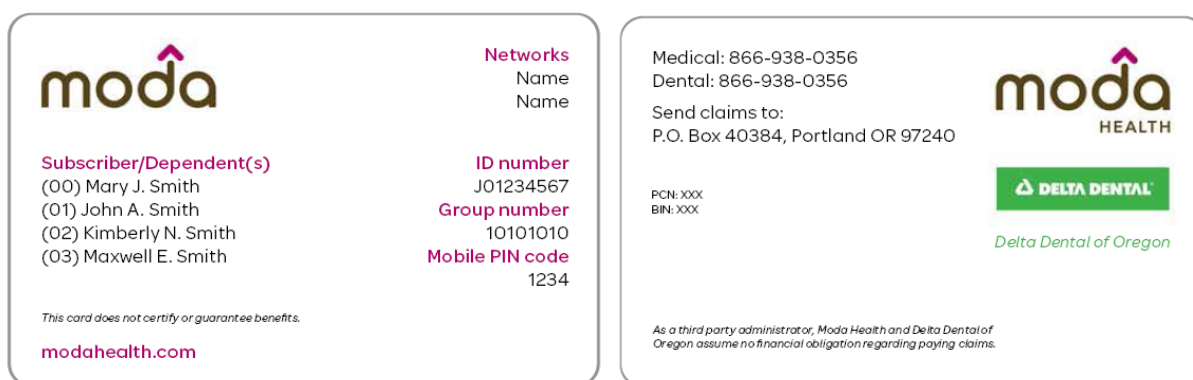 moda
Networks
Name
Name
Subscriber/Dependent(s)
(00) Mary J. Smith
(01) John A. Smith
(02) Kimberly N. Smith
(03) Maxwell E. Smith
ID number
J01234567
Group number
10101010
Mobile PIN code
1234
This card does not certify or guarantee benefits.
modahealth.com
Medical: 866-938-0356
Dental: 866-938-0356
Send claims to:
P.O. Box 40384, Portland OR 97240
PCN: XXX
BIN: XXX
moda
HEALTH
DELTA DENTAL
Delta Dental of Oregon
As a third party administrator, Moda Health and Delta Dental of
Oregon assume no financial obligation regarding paying claims.